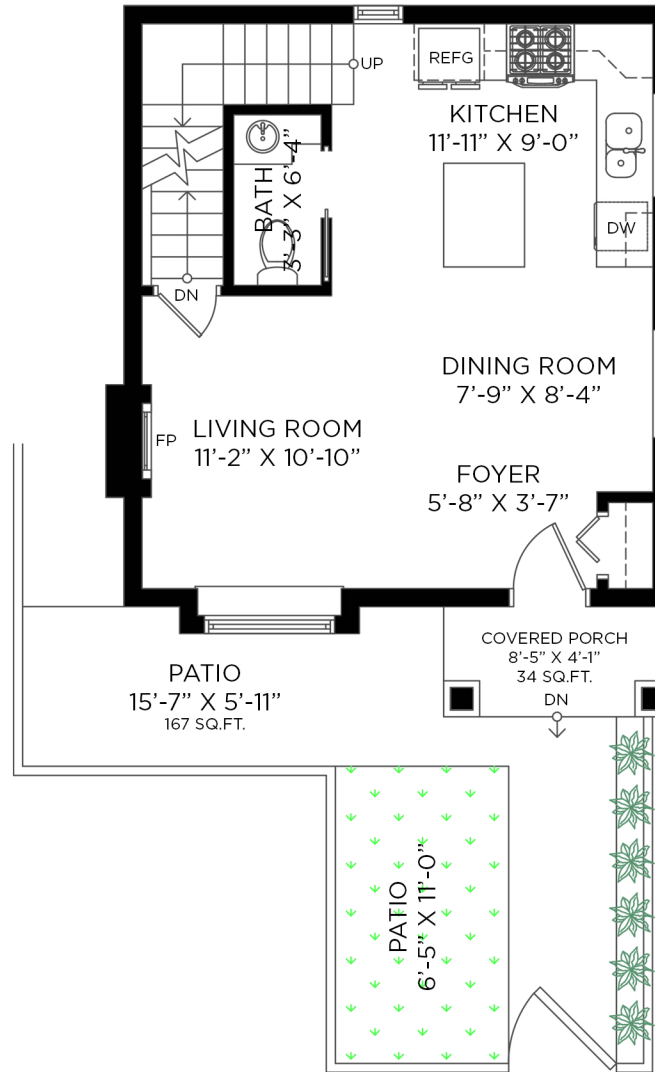 UP
REFG
KITCHEN
11'-11" X 9'-0"
BATH
3'-3" X 6'-4"
DW
DN
DINING ROOM
7'-9" X 8'-4"
FP
LIVING ROOM
11'-2" X 10'-10"
FOYER
5'-8" X 3'-7"
COVERED PORCH
8'-5" X 4'-1"
34 SQ.FT.
DN
PATIO
15'-7" X 5'-11"
167 SQ.FT.
PATIO
6'-5" X 11'-0"